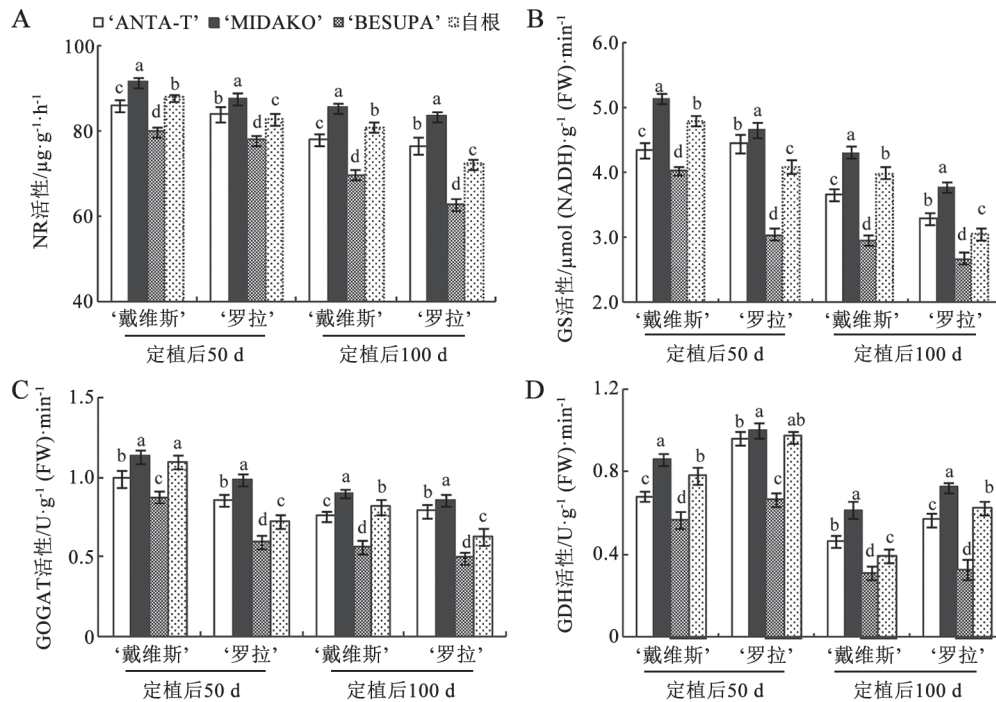 A
‘ANTA-T’ ‘MIDAKO’ ‘BESUPA’ 自根
NR活性/μg·g⁻¹·h⁻¹
100
80
60
40
c a d b
b a d c
c a d b
b a d c
‘戴维斯’ ‘罗拉’ ‘戴维斯’ ‘罗拉’
定植后50 d 定植后100 d
B
GS活性/μmol (NADH)·g⁻¹ (FW)·min⁻¹
6.0
5.0
4.0
3.0
2.0
c a d b
b a d c
c a d b
b a d c
‘戴维斯’ ‘罗拉’ ‘戴维斯’ ‘罗拉’
定植后50 d 定植后100 d
C
GOGAT活性/U·g⁻¹ (FW)·min⁻¹
1.5
1.0
0.5
0
b a c a
b a d c
c a d b
b a d c
‘戴维斯’ ‘罗拉’ ‘戴维斯’ ‘罗拉’
定植后50 d 定植后100 d
D
GDH活性/U·g⁻¹ (FW)·min⁻¹
1.2
0.8
0.4
0
c a d b
b a c ab
b a d c
c a d b
‘戴维斯’ ‘罗拉’ ‘戴维斯’ ‘罗拉’
定植后50 d 定植后100 d